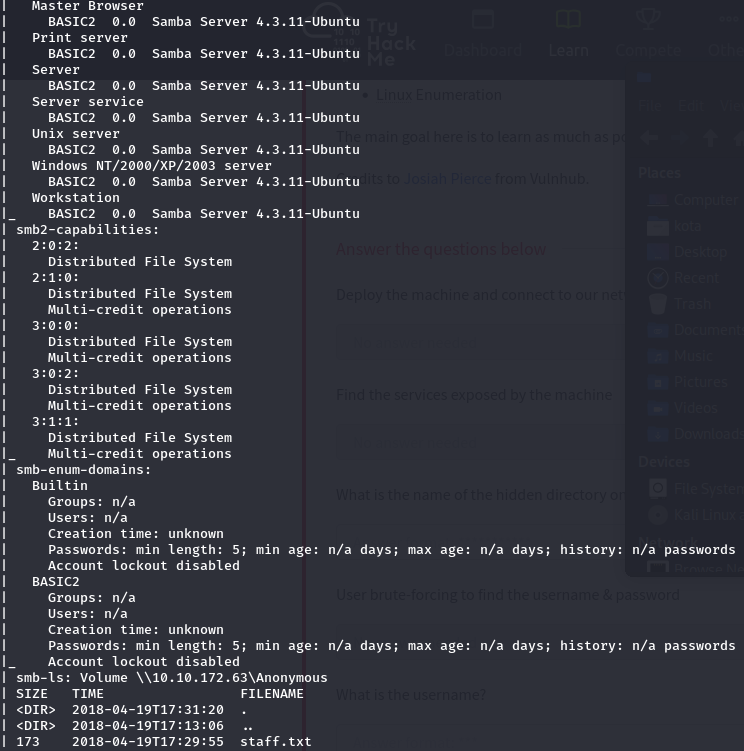 |   Master Browser
|     BASIC2  0.0  Samba Server 4.3.11-Ubuntu
|   Print server
|     BASIC2  0.0  Samba Server 4.3.11-Ubuntu
|   Server
|     BASIC2  0.0  Samba Server 4.3.11-Ubuntu
|   Server service
|     BASIC2  0.0  Samba Server 4.3.11-Ubuntu
|   Unix server
|     BASIC2  0.0  Samba Server 4.3.11-Ubuntu
|   Windows NT/2000/XP/2003 server
|     BASIC2  0.0  Samba Server 4.3.11-Ubuntu
|   Workstation
|_    BASIC2  0.0  Samba Server 4.3.11-Ubuntu
| smb2-capabilities:
|   2:0:2:
|     Distributed File System
|   2:1:0:
|     Distributed File System
|     Multi-credit operations
|   3:0:0:
|     Distributed File System
|     Multi-credit operations
|   3:0:2:
|     Distributed File System
|     Multi-credit operations
|   3:1:1:
|     Distributed File System
|_    Multi-credit operations
| smb-enum-domains:
|   Builtin
|     Groups: n/a
|     Users: n/a
|     Creation time: unknown
|     Passwords: min length: 5; min age: n/a days; max age: n/a days; history: n/a passwords
|     Account lockout disabled
|   BASIC2
|     Groups: n/a
|     Users: n/a
|     Creation time: unknown
|     Passwords: min length: 5; min age: n/a days; max age: n/a days; history: n/a passwords
|_    Account lockout disabled
| smb-ls: Volume \\10.10.172.63\Anonymous
| SIZE   TIME                 FILENAME
| <DIR>  2018-04-19T17:31:20  .
| <DIR>  2018-04-19T17:13:06  ..
| 173    2018-04-19T17:29:55  staff.txt
Try
Hack
Me
Dashboard
Learn
Compete
Linux Enumeration
The main goal here is to learn as much as
Credits to Josiah Pierce from Vulnhub.
Answer the questions below
Deploy the machine and connect to our
Find the services exposed by the machine
What is the name of the hidden directory
User brute-forcing to find the username & password
What is the username?
File Edit
Places
Computer
kota
Desktop
Recent
Trash
Documents
Music
Pictures
Videos
Downloads
Devices
File System
Kali Linux
Network